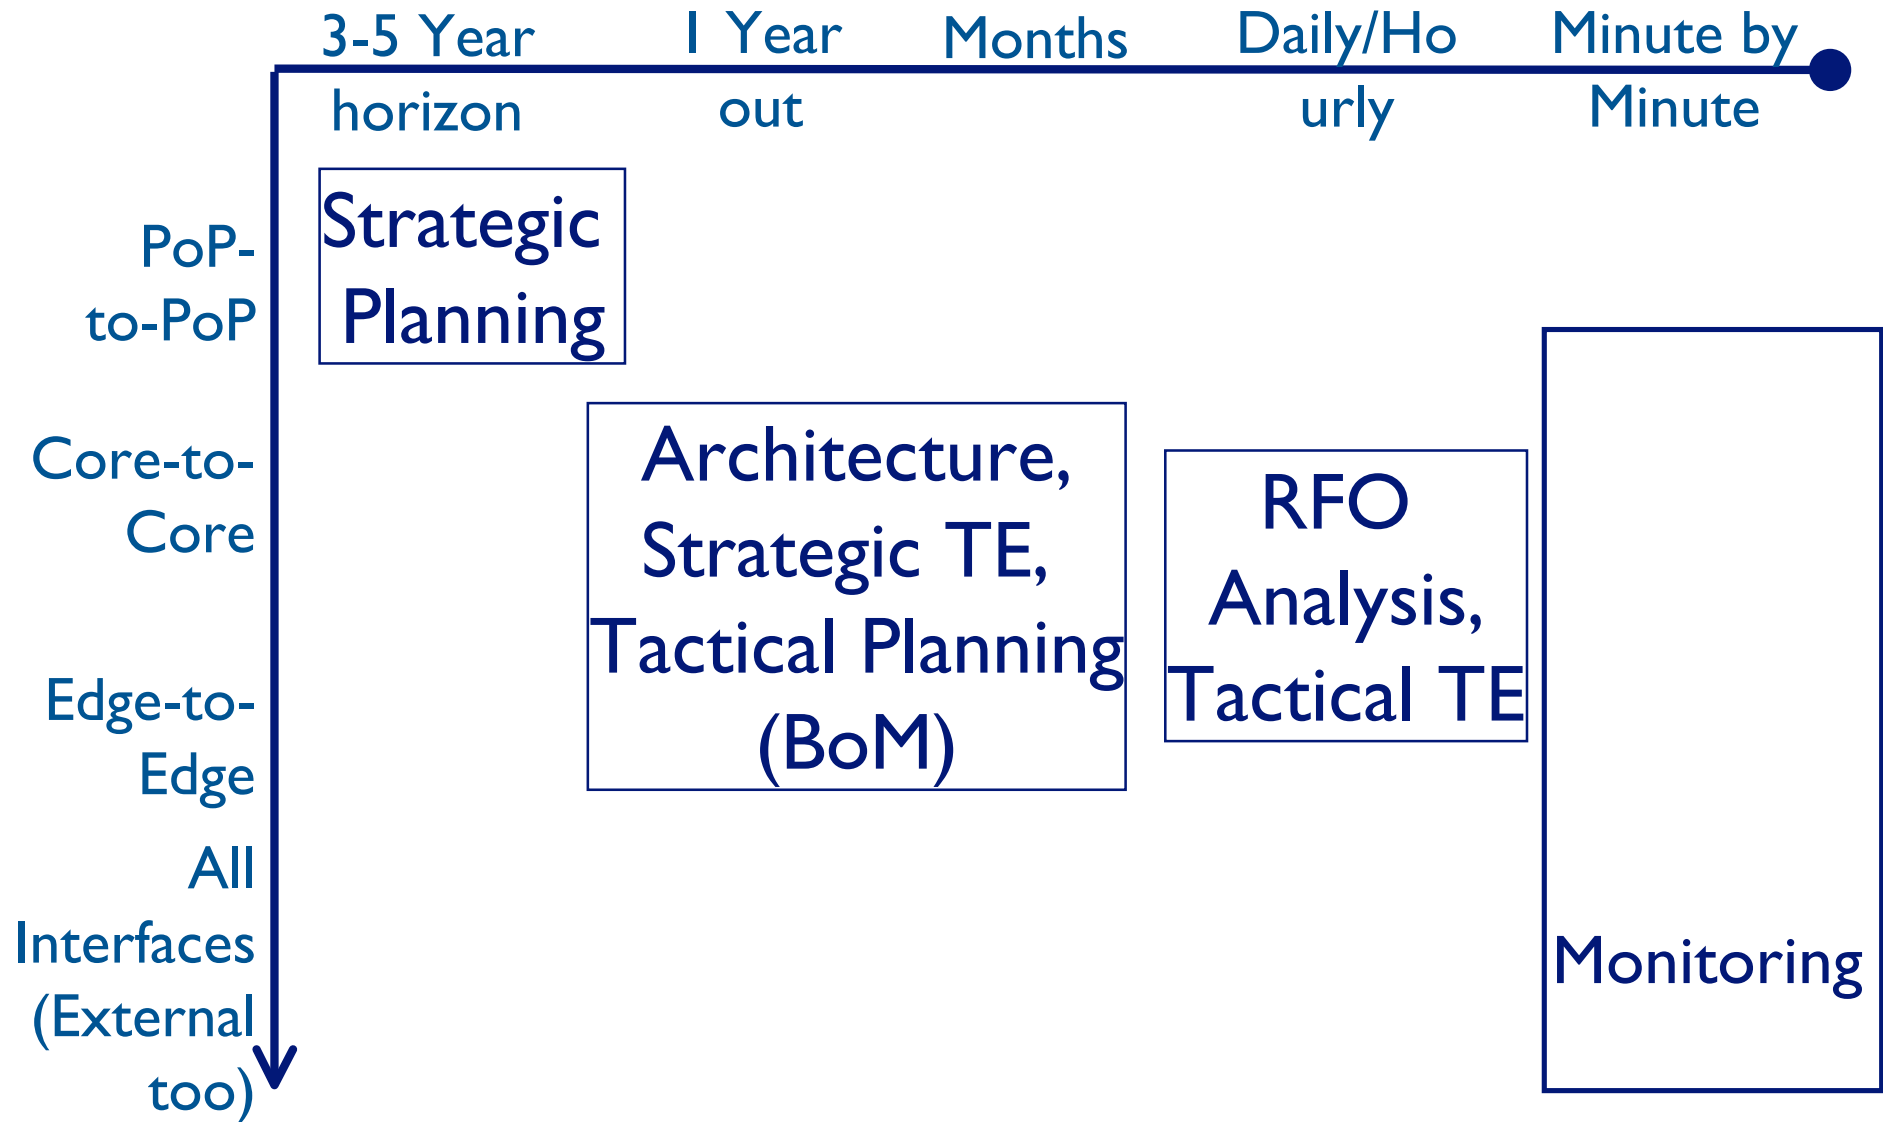 3-5 Year
horizon
1 Year
out
Months
Daily/Ho
urly
Minute by
Minute
PoP-
to-PoP
Core-to-
Core
Edge-to-
Edge
All
Interfaces
(External
too)
Strategic
Planning
Architecture,
Strategic TE,
Tactical Planning
(BoM)
RFO
Analysis,
Tactical TE
Monitoring